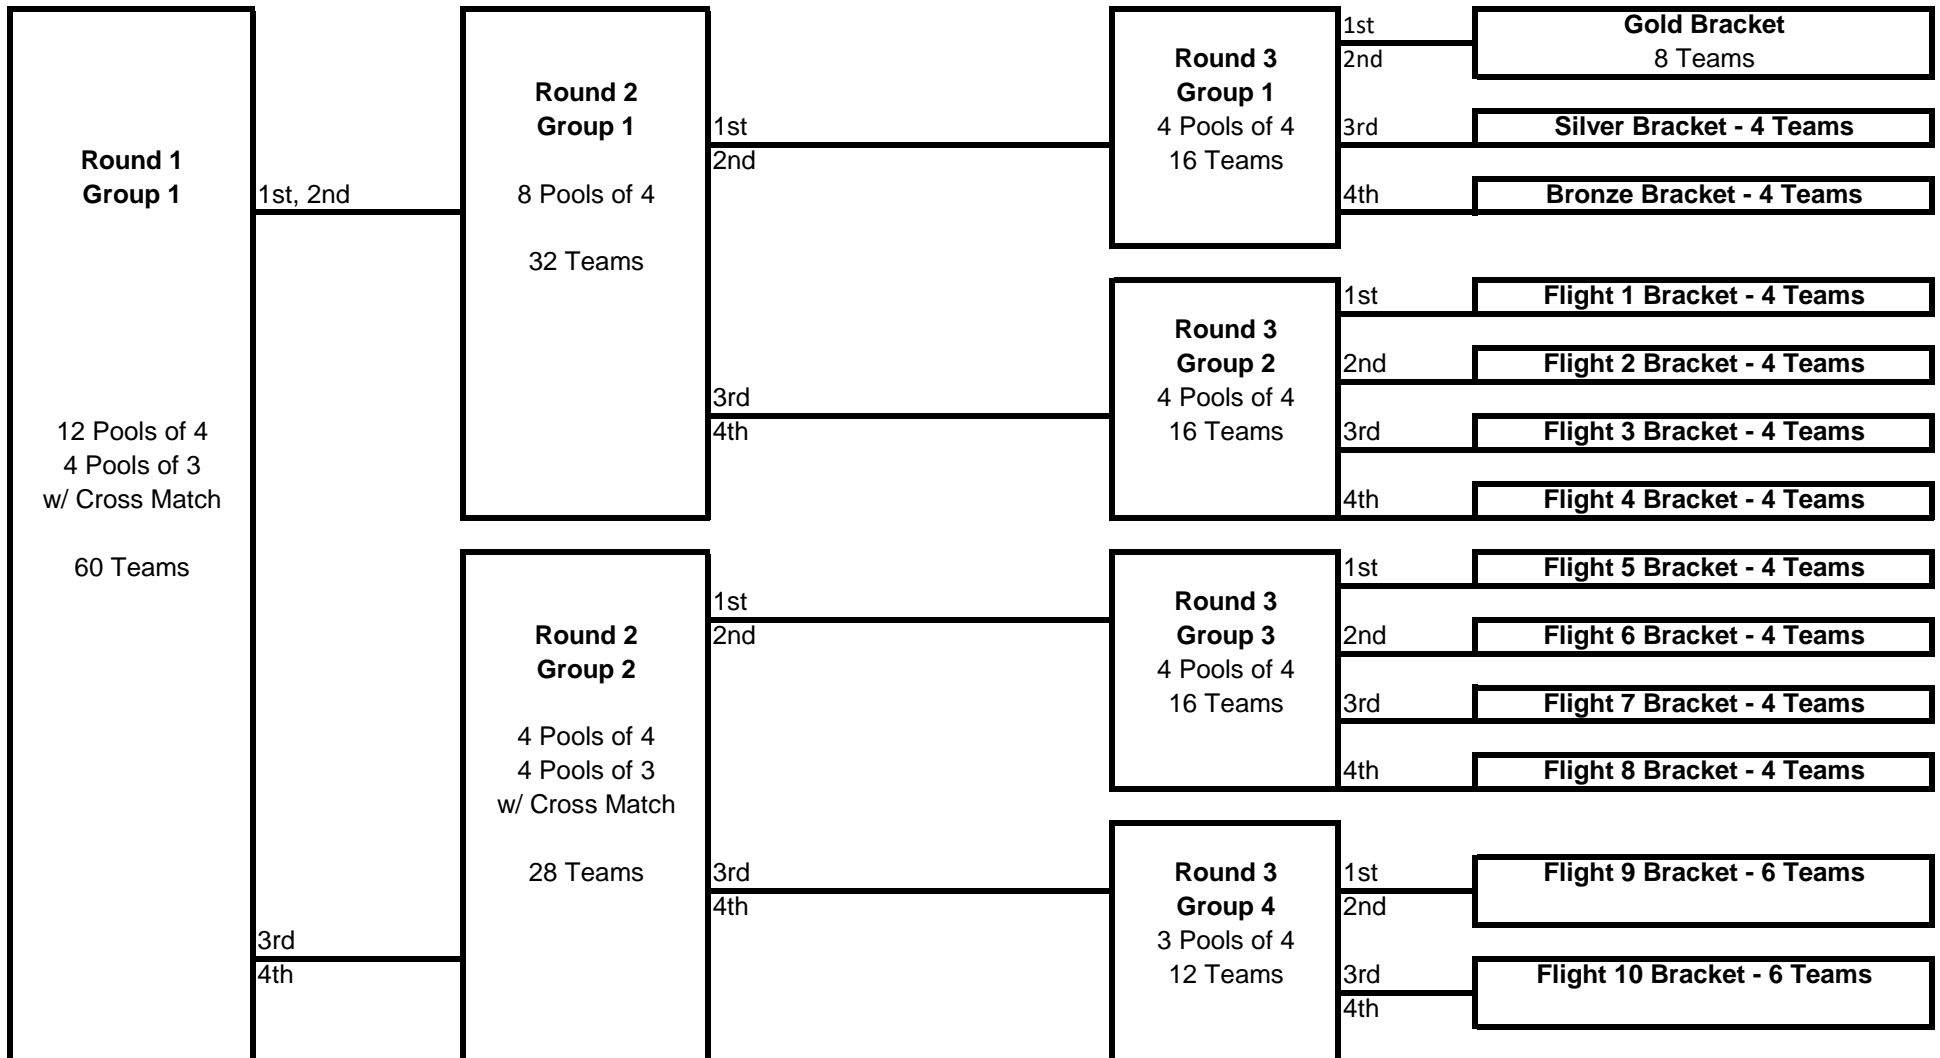 Round 1
Group 1
12 Pools of 4
4 Pools of 3
w/ Cross Match
60 Teams
1st, 2nd
3rd
4th
Round 2
Group 1
8 Pools of 4
32 Teams
1st
2nd
3rd
4th
Round 2
Group 2
4 Pools of 4
4 Pools of 3
w/ Cross Match
28 Teams
1st
2nd
3rd
4th
Round 3
Group 1
4 Pools of 4
16 Teams
1st
2nd
3rd
4th
Gold Bracket
8 Teams
Silver Bracket - 4 Teams
Bronze Bracket - 4 Teams
Round 3
Group 2
4 Pools of 4
16 Teams
1st
2nd
3rd
4th
Flight 1 Bracket - 4 Teams
Flight 2 Bracket - 4 Teams
Flight 3 Bracket - 4 Teams
Flight 4 Bracket - 4 Teams
Round 3
Group 3
4 Pools of 4
16 Teams
1st
2nd
3rd
4th
Flight 5 Bracket - 4 Teams
Flight 6 Bracket - 4 Teams
Flight 7 Bracket - 4 Teams
Flight 8 Bracket - 4 Teams
Round 3
Group 4
3 Pools of 4
12 Teams
1st
2nd
3rd
4th
Flight 9 Bracket - 6 Teams
Flight 10 Bracket - 6 Teams